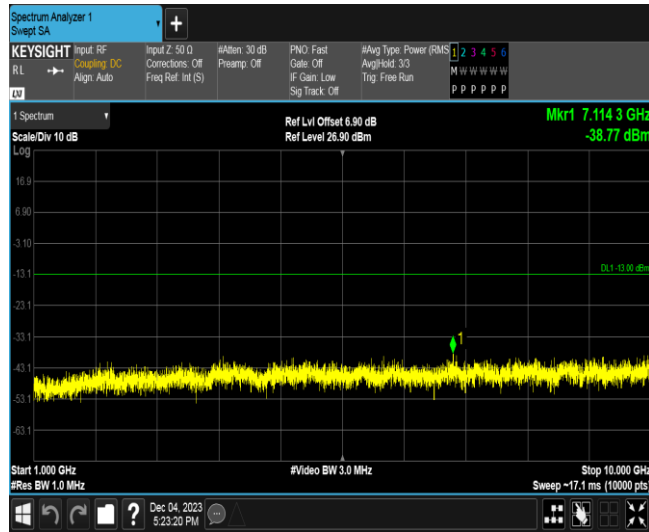 Spectrum Analyzer 1
Swept SA
+
KEYSIGHT Input: RF Input Z: 50 Ω #Atten: 30 dB PNO: Fast #Avg Type: Power (RMS 1 2 3 4 5 6
RL Coupling: DC Corrections: Off Preamp: Off Gate: Off Avg|Hold: 3/3 M W W W W W
Align: Auto Freq Ref: Int (S) IF Gain: Low Trig: Free Run
Sig Track: Off P P P P P P
LXI
1 Spectrum Ref Lvl Offset 6.90 dB Mkr1 7.114 3 GHz
Scale/Div 10 dB Ref Level 26.90 dBm -38.77 dBm
Log
16.9
6.90
-3.10
-13.1 DL1 -13.00 dBm
-23.1
-33.1
1
-43.1
-53.1
-63.1
Start 1.000 GHz #Video BW 3.0 MHz Stop 10.000 GHz
#Res BW 1.0 MHz Sweep ~17.1 ms (10000 pts)
? Dec 04, 2023
5:23:20 PM